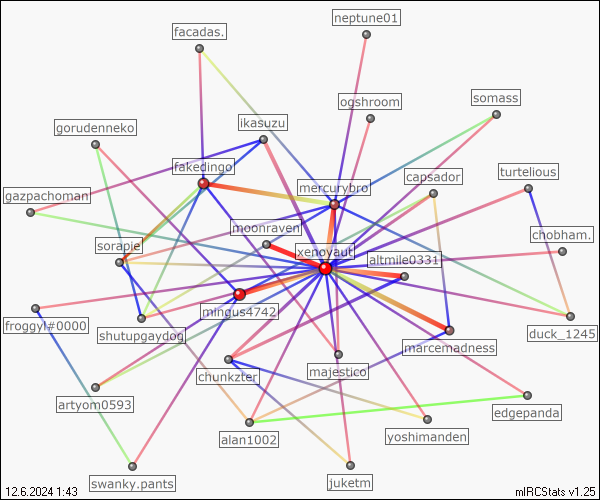 neptune01
facadas.
somass
ogshroom
ikasuzu
gorudenneko
fakedingo
capsador
turtelious
mercurybro
gazpachoman
moonraven
chobham.
sorapie
xenoyaut
altmile0331
mingus4742
froggyl#0000
shutupgaydog
duck_1245
marcemadness
majestico
chunkzter
artyom0593
edgepanda
alan1002
yoshimanden
swanky.pants
juketm
12.6.2024 1:43
mIRCStats v1.25